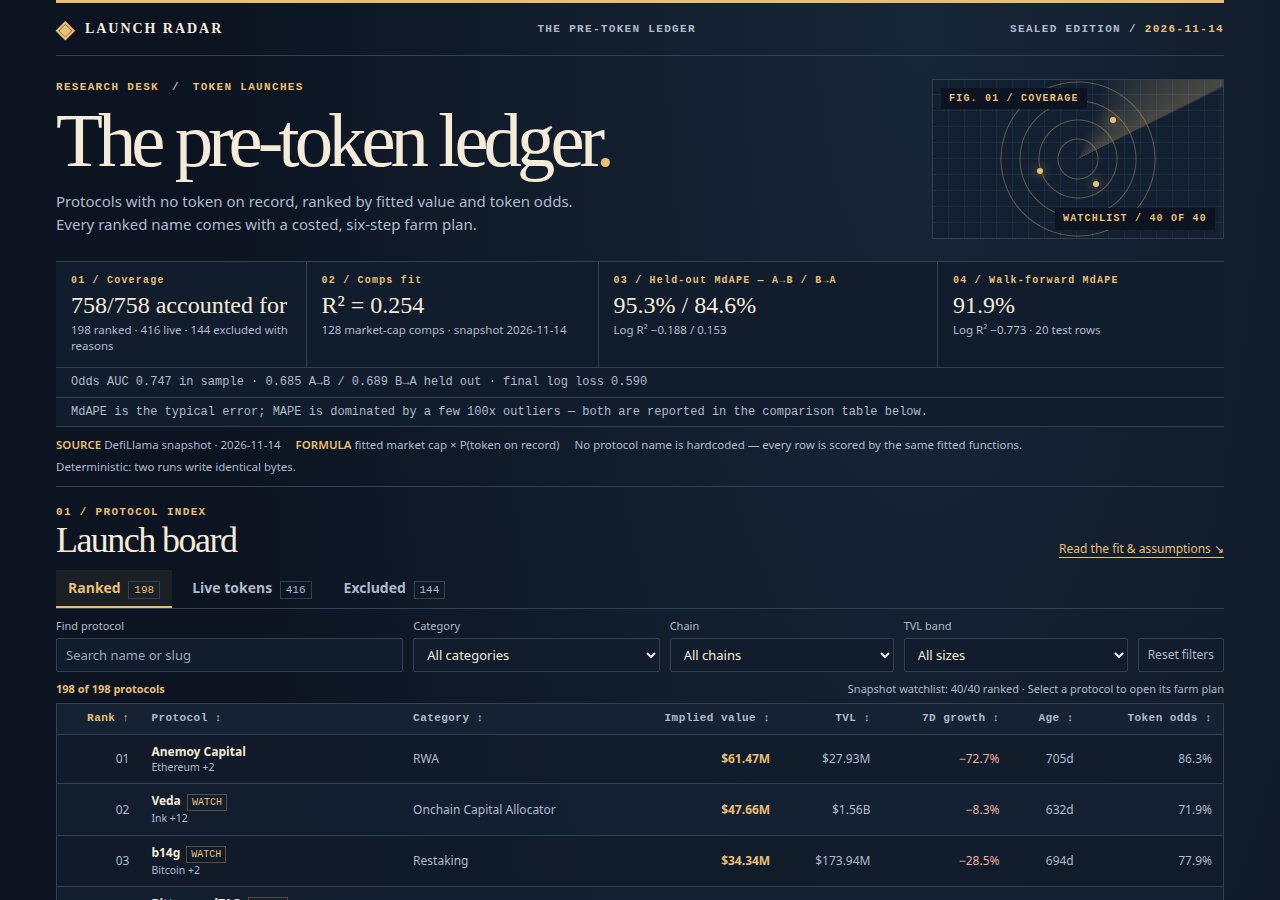 LAUNCH RADAR
THE PRE-TOKEN LEDGER
SEALED EDITION / 2026-11-14
RESEARCH DESK / TOKEN LAUNCHES
The pre-token ledger.
Protocols with no token on record, ranked by fitted value and token odds.
Every ranked name comes with a costed, six-step farm plan.
FIG. 01 / COVERAGE
WATCHLIST / 40 OF 40
01 / Coverage
758/758 accounted for
198 ranked · 416 live · 144 excluded with
reasons
02 / Comps fit
R² = 0.254
128 market-cap comps · snapshot 2026-11-14
03 / Held-out MdAPE — A→B / B→A
95.3% / 84.6%
Log R² −0.188 / 0.153
04 / Walk-forward MdAPE
91.9%
Log R² −0.773 · 20 test rows
Odds AUC 0.747 in sample · 0.685 A→B / 0.689 B→A held out · final log loss 0.590
MdAPE is the typical error; MAPE is dominated by a few 100x outliers — both are reported in the comparison table below.
SOURCE DefiLlama snapshot · 2026-11-14 FORMULA fitted market cap × P(token on record) No protocol name is hardcoded — every row is scored by the same fitted functions.
Deterministic: two runs write identical bytes.
01 / PROTOCOL INDEX
Launch board
Read the fit & assumptions ↘
Ranked 198 Live tokens 416 Excluded 144
Find protocol Category Chain TVL band
Search name or slug All categories All chains All sizes Reset filters
198 of 198 protocols
Snapshot watchlist: 40/40 ranked · Select a protocol to open its farm plan
Rank ↑ Protocol ↕ Category ↕ Implied value ↕ TVL ↕ 7D growth ↕ Age ↕ Token odds ↕
01 Anemoy Capital RWA $61.47M $27.93M −72.7% 705d 86.3%
Ethereum +2
02 Veda WATCH Onchain Capital Allocator $47.66M $1.56B −8.3% 632d 71.9%
Ink +12
03 b14g WATCH Restaking $34.34M $173.94M −28.5% 694d 77.9%
Bitcoin +2